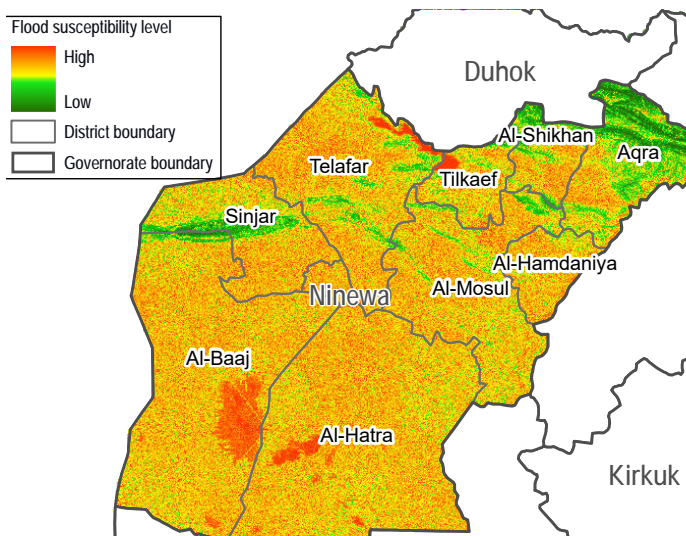 Flood susceptibility level
High
Low
District boundary
Governorate boundary
Duhok
Al-Shikhan
Aqra
Telafar
Tilkaef
Sinjar
Al-Hamdaniya
Al-Mosul
Ninewa
Al-Baaj
Al-Hatra
Kirkuk